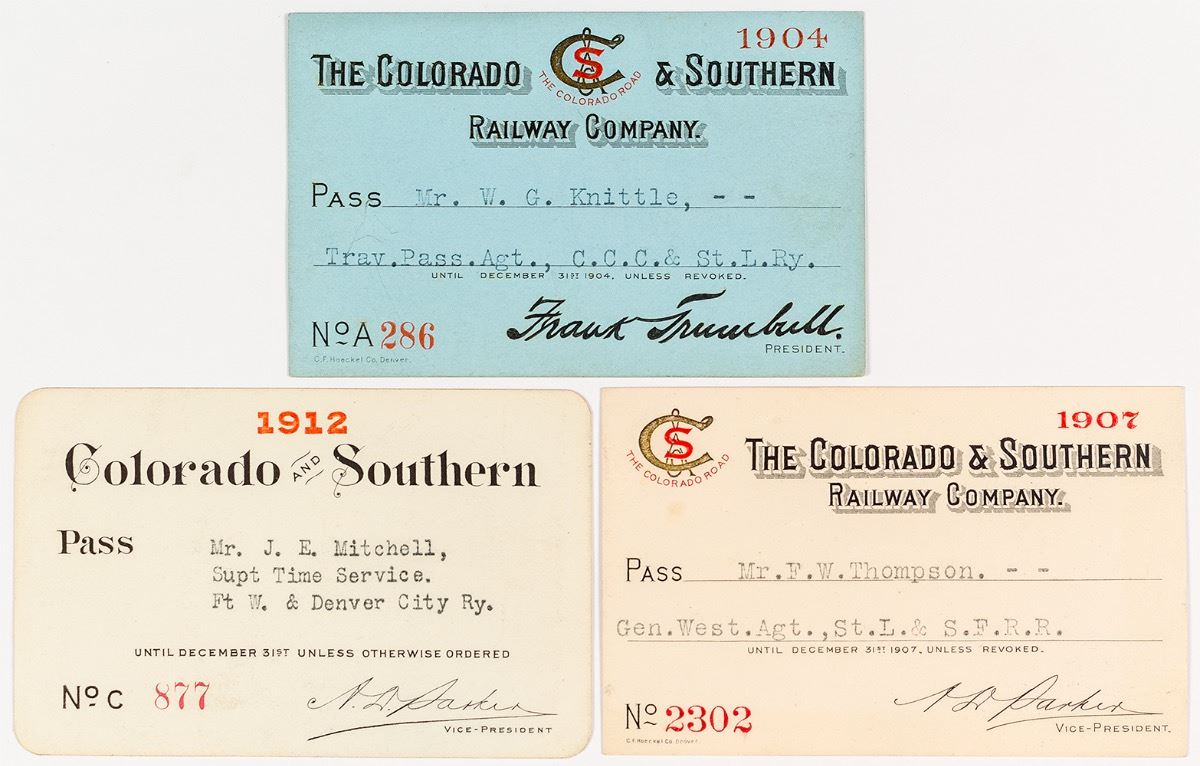 1904
THE COLORADO & SOUTHERN
CS
THE COLORADO ROAD
RAILWAY COMPANY.
PASS Mr. W. G. Knittle, - -
Trav.Pass.Agt., C.C.C.& St.L.Ry.
UNTIL DECEMBER 31ST 1904, UNLESS REVOKED.
No A 286
Frank Trumbull.
PRESIDENT.
C.F. Hoeckel Co, Denver.
1912
Colorado AND Southern
Pass
Mr. J. E. Mitchell,
Supt Time Service.
Ft W. & Denver City Ry.
UNTIL DECEMBER 31ST UNLESS OTHERWISE ORDERED
No C 877
A. D. Parker
VICE-PRESIDENT
1907
CS
THE COLORADO ROAD
THE COLORADO & SOUTHERN
RAILWAY COMPANY.
PASS Mr.F.W.Thompson. - -
Gen.West.Agt.,St.L.& S.F.R.R.
UNTIL DECEMBER 31ST 1907, UNLESS REVOKED.
No 2302
A D Parker
VICE-PRESIDENT.
C.F. Hoeckel Co Denver.